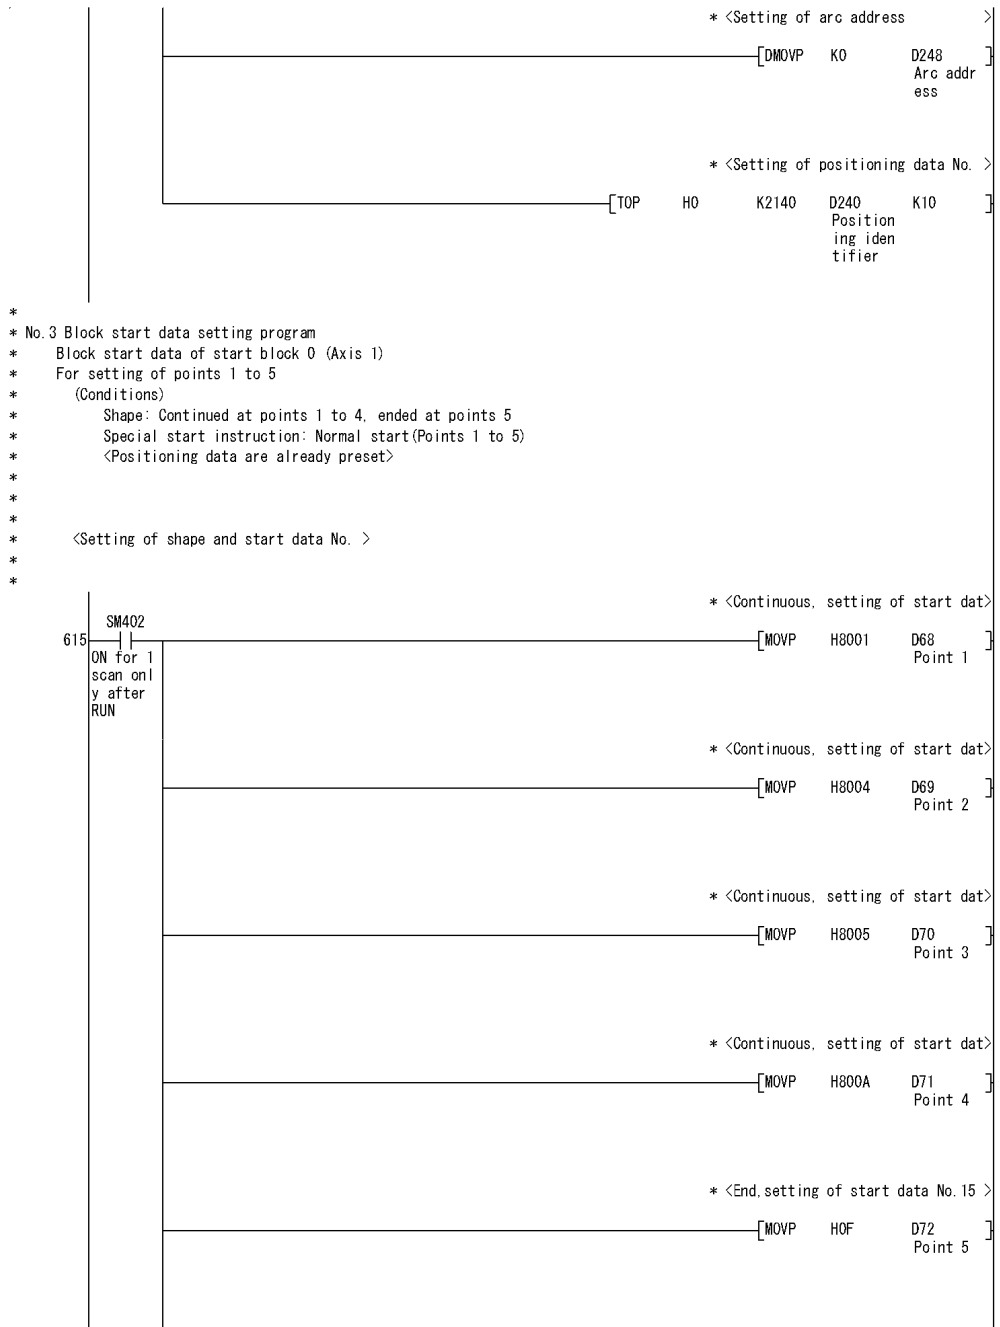 * <Setting of arc address >
DMOVP K0 D248
Arc addr
ess
* <Setting of positioning data No. >
TOP H0 K2140 D240 K10
Position
ing iden
tifier
*
* No.3 Block start data setting program
* Block start data of start block 0 (Axis 1)
* For setting of points 1 to 5
* (Conditions)
* Shape: Continued at points 1 to 4, ended at points 5
* Special start instruction: Normal start(Points 1 to 5)
* <Positioning data are already preset>
*
*
*
* <Setting of shape and start data No. >
*
*
* <Continuous, setting of start dat>
SM402
615 MOVP H8001 D68
ON for 1 Point 1
scan onl
y after
RUN
* <Continuous, setting of start dat>
MOVP H8004 D69
Point 2
* <Continuous, setting of start dat>
MOVP H8005 D70
Point 3
* <Continuous, setting of start dat>
MOVP H800A D71
Point 4
* <End,setting of start data No.15 >
MOVP H0F D72
Point 5